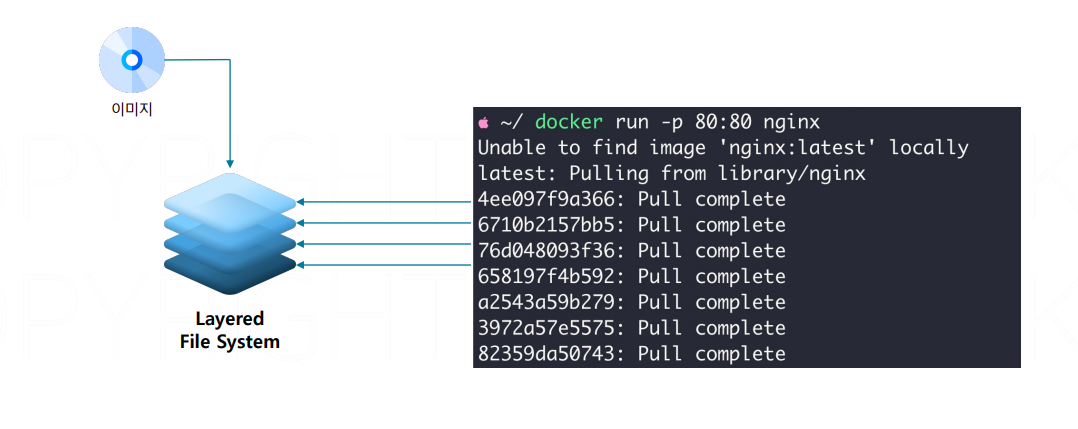 이미지
Layered
File System
~/ docker run -p 80:80 nginx
Unable to find image 'nginx:latest' locally
latest: Pulling from library/nginx
4ee097f9a366: Pull complete
6710b2157bb5: Pull complete
76d048093f36: Pull complete
658197f4b592: Pull complete
a2543a59b279: Pull complete
3972a57e5575: Pull complete
82359da50743: Pull complete